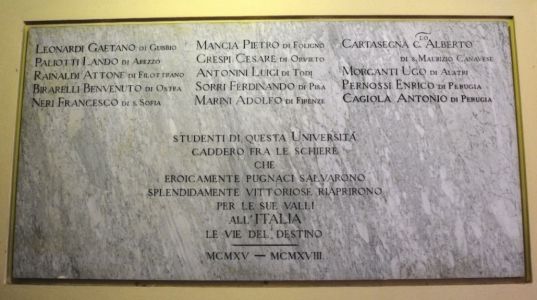 LEONARDI GAETANO DI GUBBIO
PALIOTTI LANDO DI AREZZO
RAINALDI ATTONE DI FILOTTRANO
BIRARELLI BENVENUTO DI OSTRA
NERI FRANCESCO DI S. SOFIA
MANCIA PIETRO DI FOLIGNO
CRESPI CESARE DI ORVIETO
ANTONINI LUIGI DI TODI
SORRI FERDINANDO DI PISA
MARINI ADOLFO DI FIRENZE
CARTASEGNA C.DO ALBERTO
DI S. MAURIZIO CANAVESE
MORGANTI UGO DI ALATRI
PERNOSSI ENRICO DI PERUGIA
CAGIOLA ANTONIO DI PERUGIA
STUDENTI DI QUESTA UNIVERSITÁ
CADDERO FRA LE SCHIERE
CHE
EROICAMENTE PUGNACI SALVARONO
SPLENDIDAMENTE VITTORIOSE RIAPRIRONO
PER LE SUE VALLI
ALL'ITALIA
LE VIE DEL DESTINO
MCMXV — MCMXVIII